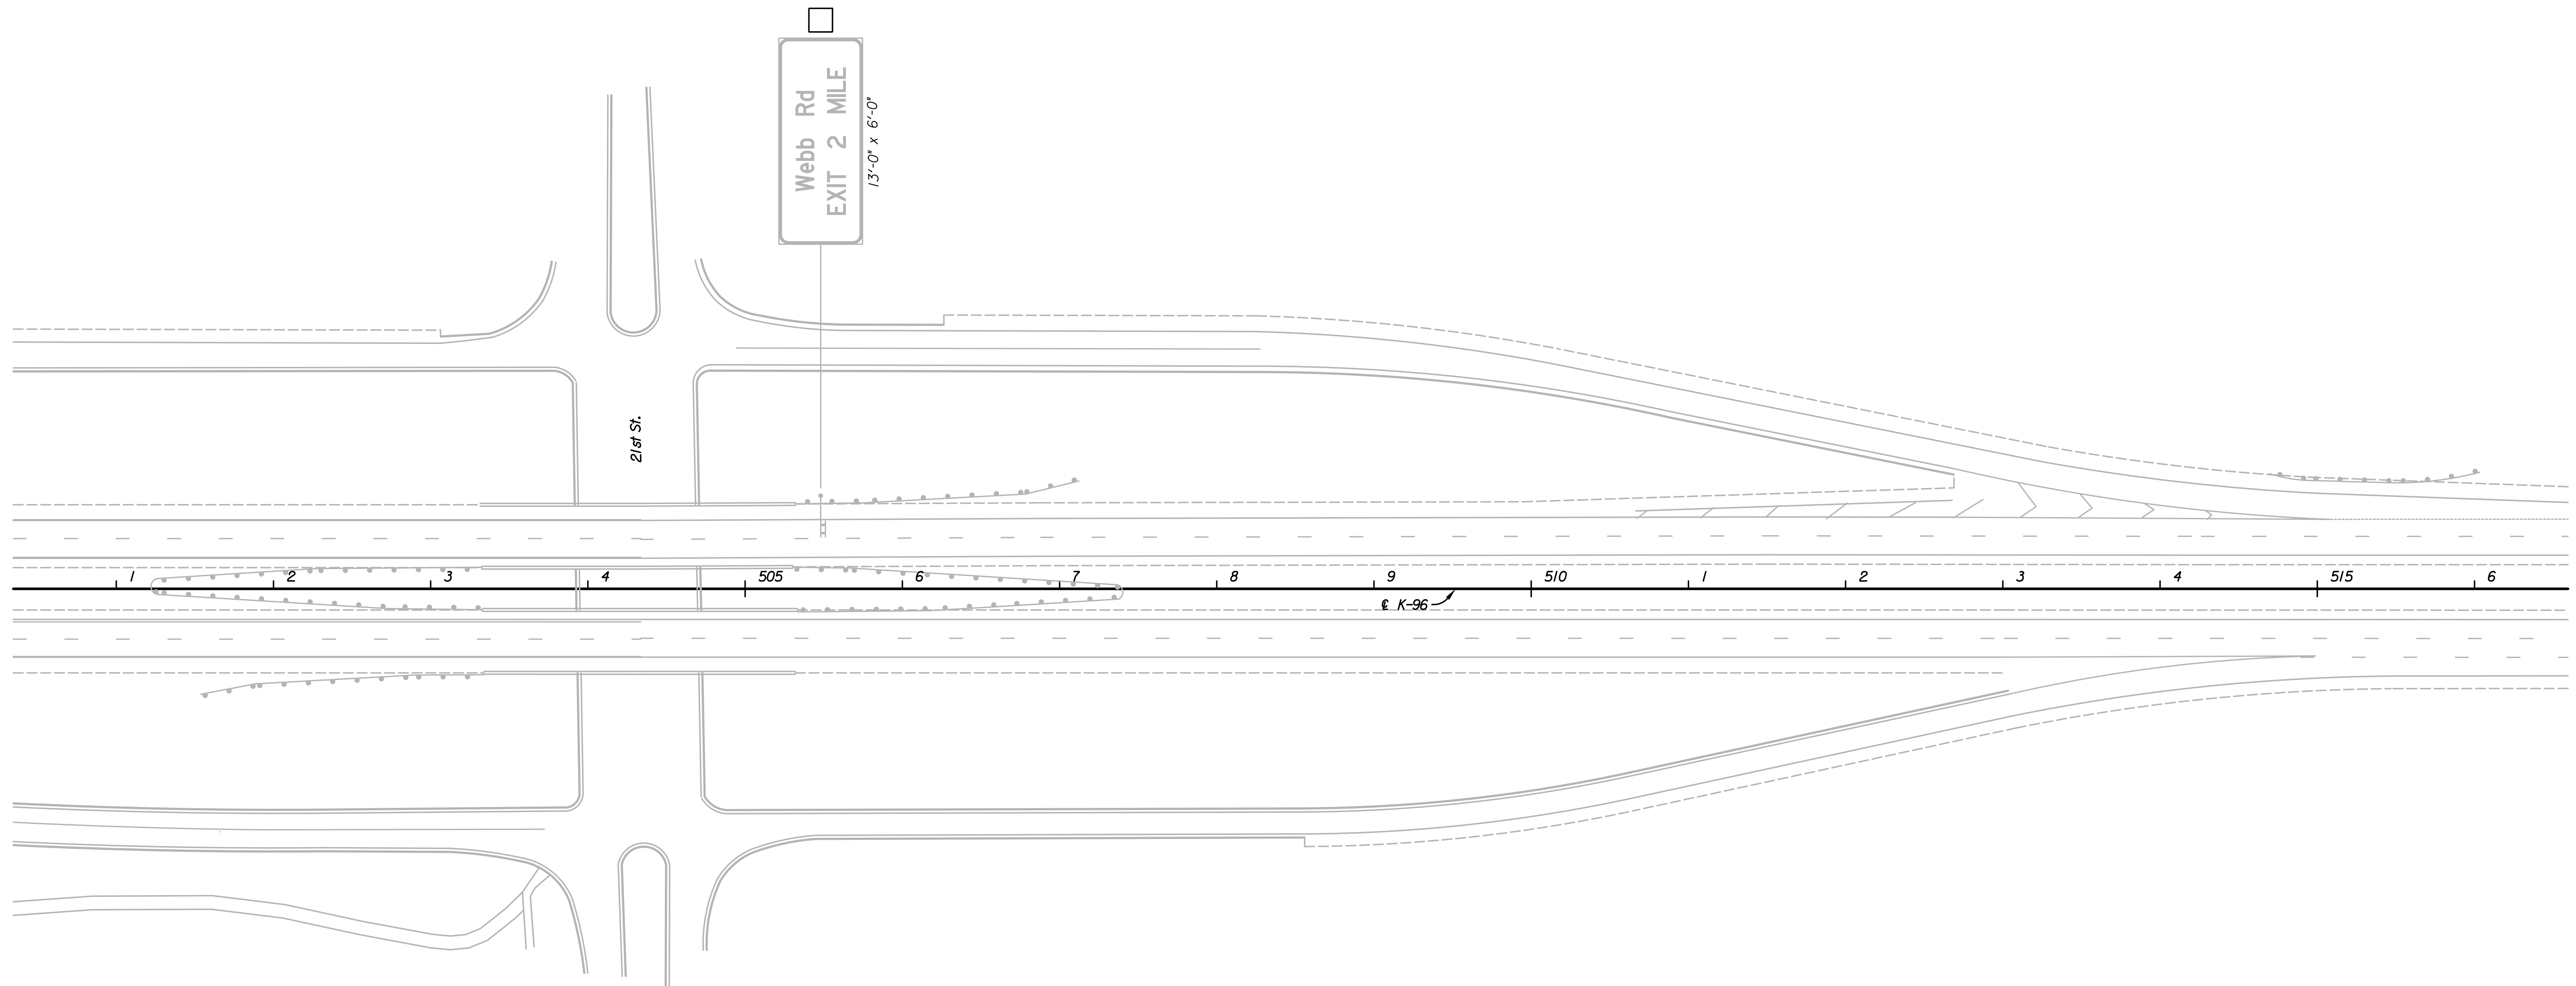 Webb Rd
EXIT 2 MILE
13'-0" x 6'-0"
21st St.
1 2 3 4 505 6 7 8 9 510 1 2 3 4 515 6
℄ K-96